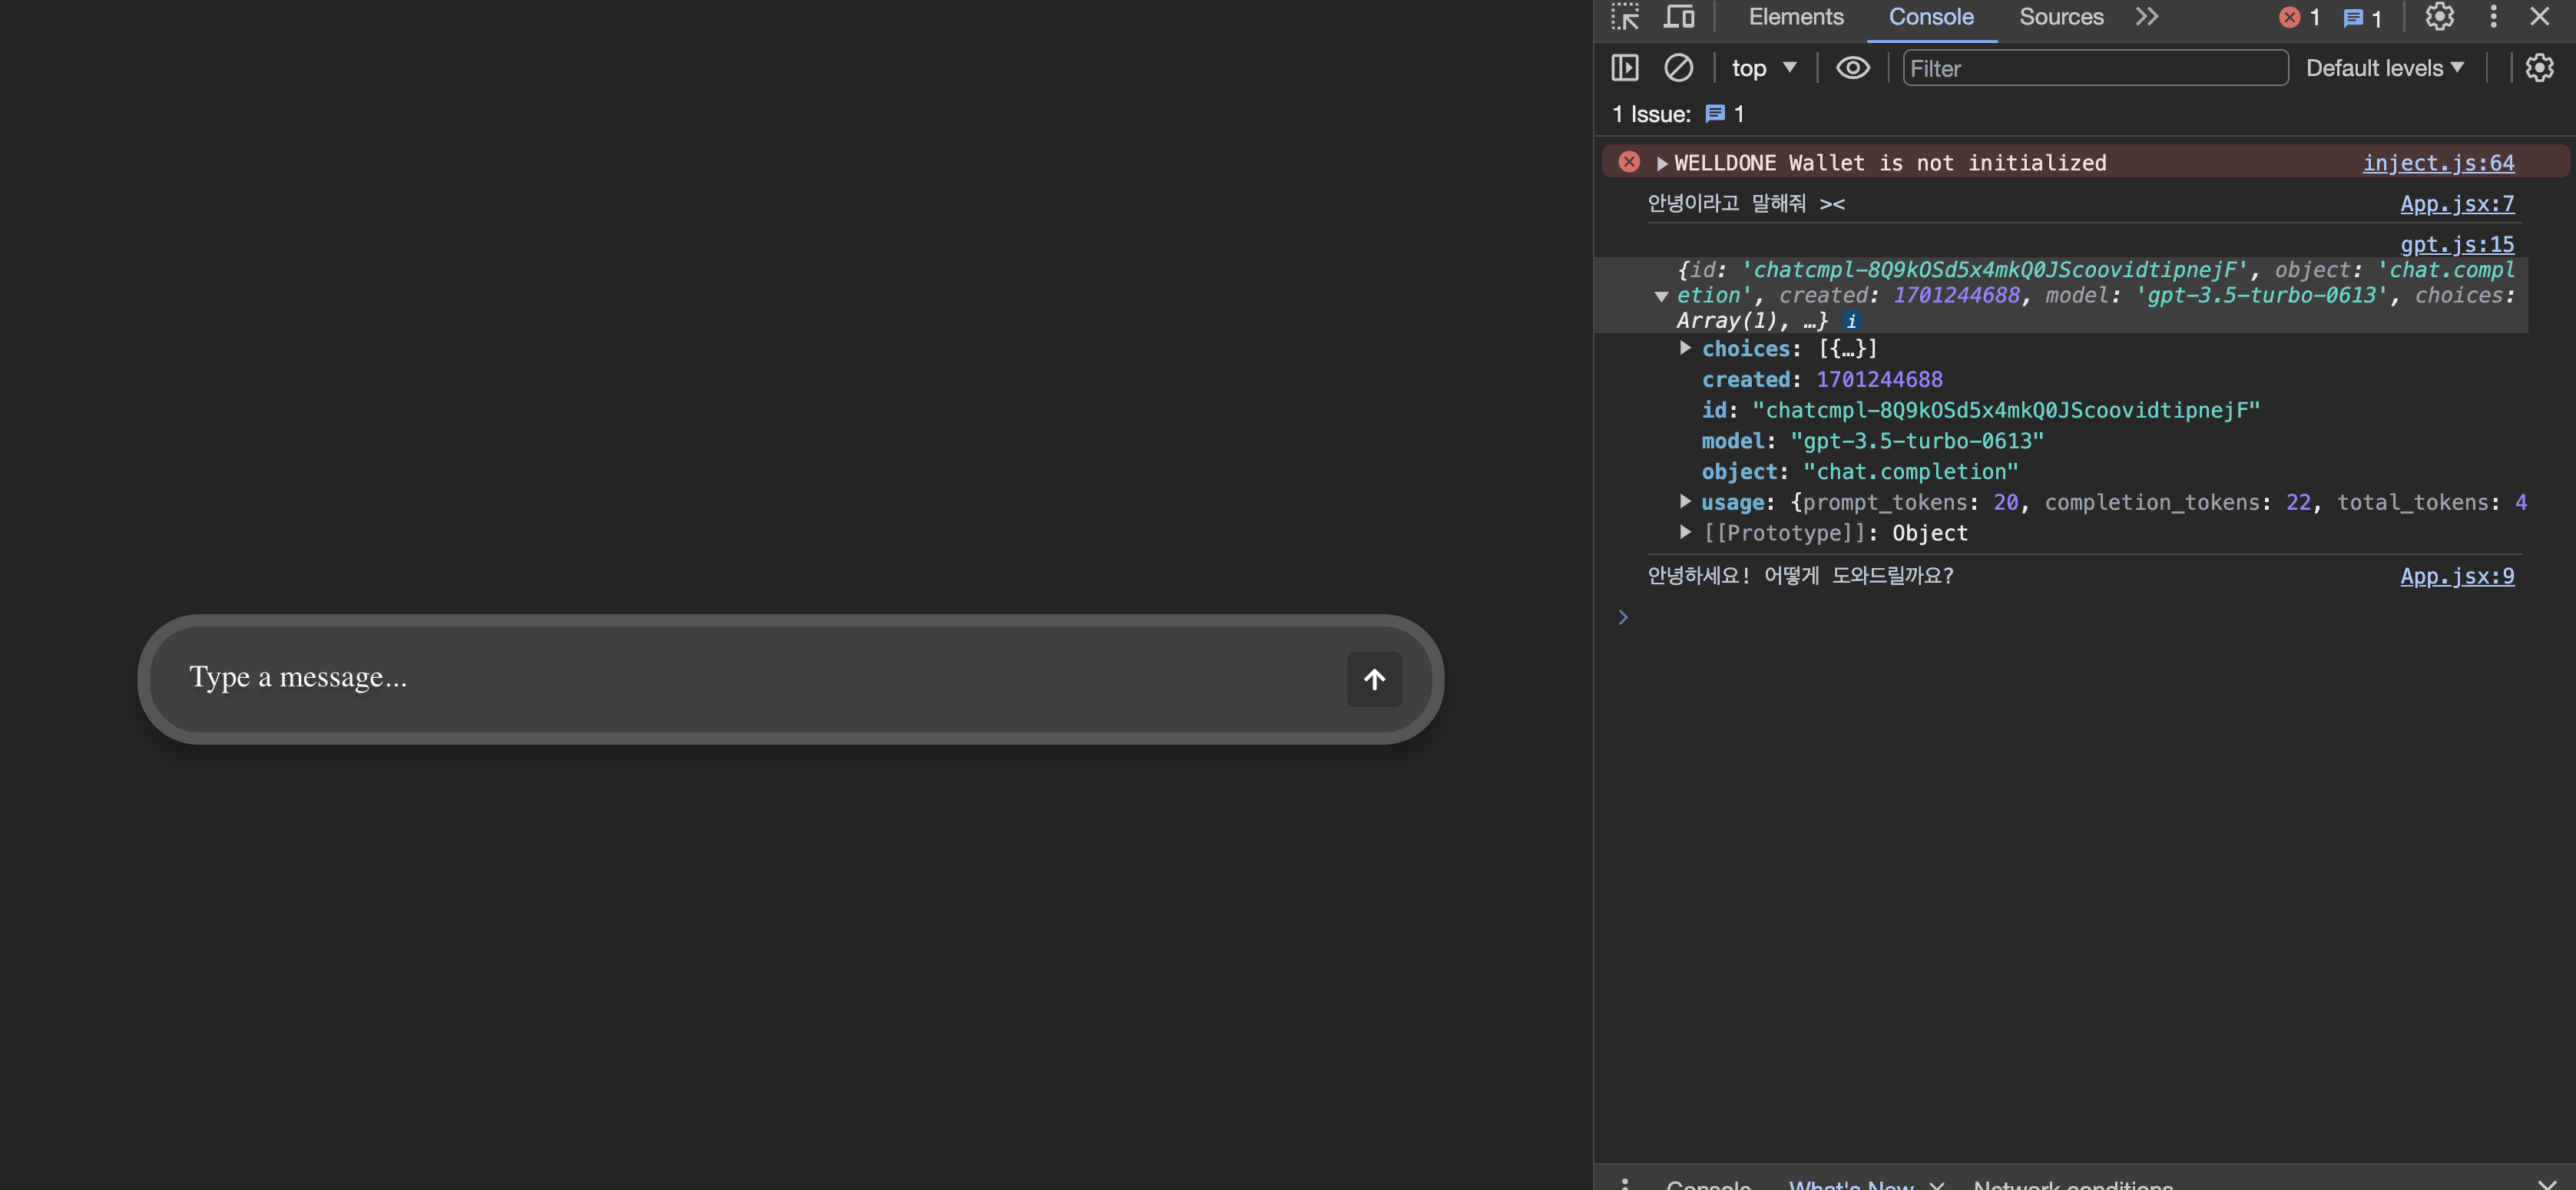 Elements Console Sources 1 1
top Filter Default levels
1 Issue: 1
WELLDONE Wallet is not initialized inject.js:64
안녕이라고 말해줘 >< App.jsx:7
gpt.js:15
{id: 'chatcmpl-8Q9kOSd5x4mkQ0JScoovidtipnejF', object: 'chat.compl
etion', created: 1701244688, model: 'gpt-3.5-turbo-0613', choices:
Array(1), …} i
choices: [{…}]
created: 1701244688
id: "chatcmpl-8Q9kOSd5x4mkQ0JScoovidtipnejF"
model: "gpt-3.5-turbo-0613"
object: "chat.completion"
usage: {prompt_tokens: 20, completion_tokens: 22, total_tokens: 4
[[Prototype]]: Object
안녕하세요! 어떻게 도와드릴까요? App.jsx:9
Type a message...
Console What's New Network conditions